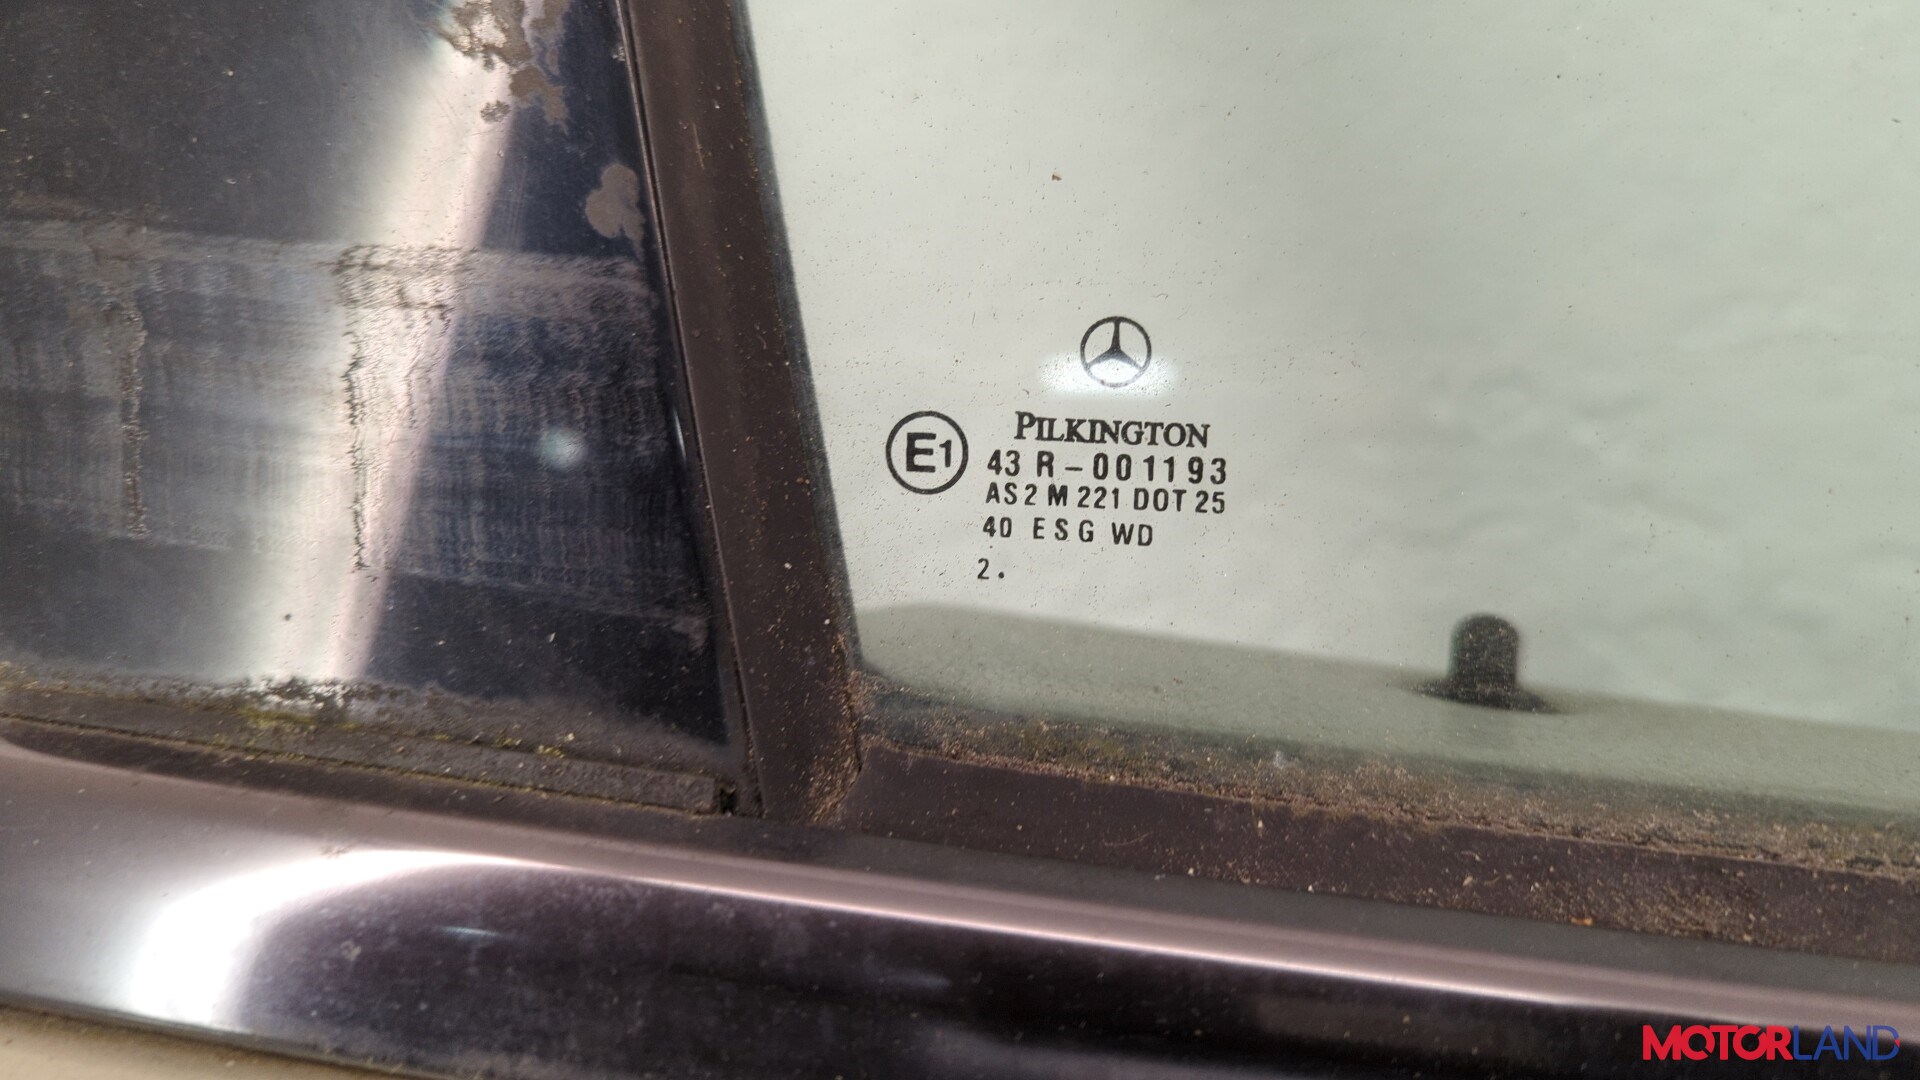 PILKINGTON
E1
43 R-001193
AS2 M 221 DOT 25
40 ESG WD
2.
MOTORLAND